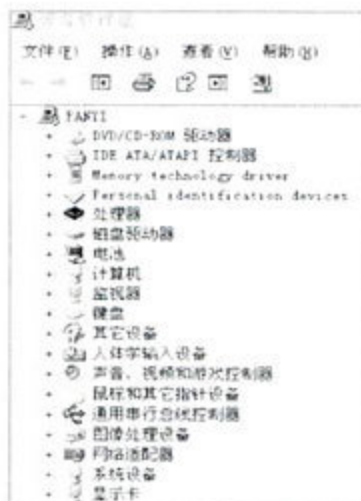 文件(F) 操作(A) 查看(V) 帮助(H)
FANTI
DVD/CD-ROM 驱动器
IDE ATA/ATAPI 控制器
Memory technology driver
Personal identification devices
处理器
磁盘驱动器
电池
计算机
监视器
键盘
其它设备
人体学输入设备
声音、视频和游戏控制器
鼠标和其它指针设备
通用串行总线控制器
图像处理设备
网络适配器
系统设备
显示卡